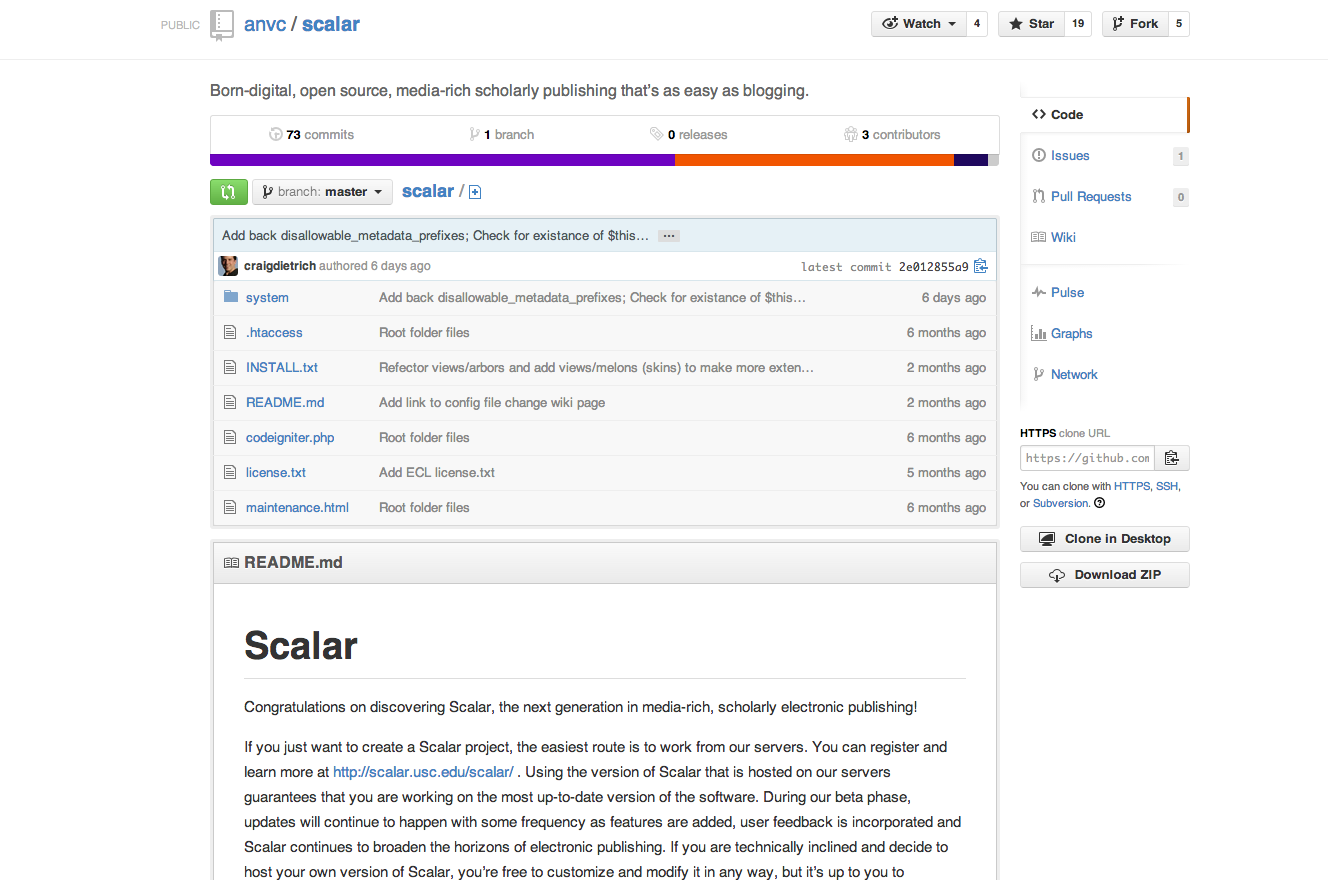 PUBLIC anvc / scalar Watch 4 Star 19 Fork 5
Born-digital, open source, media-rich scholarly publishing that's as easy as blogging.
73 commits 1 branch 0 releases 3 contributors
branch: master scalar /
Add back disallowable_metadata_prefixes; Check for existance of $this… …
craigdietrich authored 6 days ago latest commit 2e012855a9
system Add back disallowable_metadata_prefixes; Check for existance of $this… 6 days ago
.htaccess Root folder files 6 months ago
INSTALL.txt Refector views/arbors and add views/melons (skins) to make more exten… 2 months ago
README.md Add link to config file change wiki page 2 months ago
codeigniter.php Root folder files 6 months ago
license.txt Add ECL license.txt 5 months ago
maintenance.html Root folder files 6 months ago
README.md
Scalar
Congratulations on discovering Scalar, the next generation in media-rich, scholarly electronic publishing!
If you just want to create a Scalar project, the easiest route is to work from our servers. You can register and
learn more at http://scalar.usc.edu/scalar/ . Using the version of Scalar that is hosted on our servers
guarantees that you are working on the most up-to-date version of the software. During our beta phase,
updates will continue to happen with some frequency as features are added, user feedback is incorporated and
Scalar continues to broaden the horizons of electronic publishing. If you are technically inclined and decide to
host your own version of Scalar, you're free to customize and modify it in any way, but it's up to you to
Code
Issues 1
Pull Requests 0
Wiki
Pulse
Graphs
Network
HTTPS clone URL
https://github.com
You can clone with HTTPS, SSH,
or Subversion.
Clone in Desktop
Download ZIP